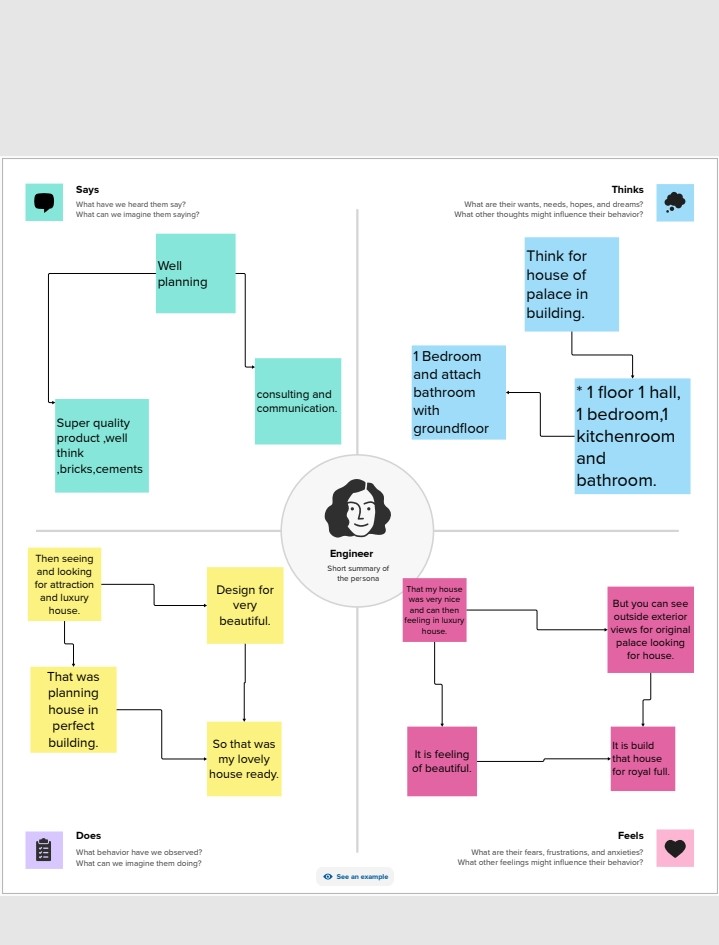 Says
What have we heard them say?
What can we imagine them saying?
Thinks
What are their wants, needs, hopes, and dreams?
What other thoughts might influence their behavior?
Well
planning
consulting and
communication.
Super quality
product ,well
think
,bricks,cements
Think for
house of
palace in
building.
1 Bedroom
and attach
bathroom
with
groundfloor
* 1 floor 1 hall,
1 bedroom,1
kitchenroom
and
bathroom.
Engineer
Short summary of
the persona
Then seeing
and looking
for attraction
and luxury
house.
Design for
very
beautiful.
That was
planning
house in
perfect
building.
So that was
my lovely
house ready.
That my house
was very nice
and can then
feeling in luxury
house.
But you can see
outside exterior
views for original
palace looking
for house.
It is feeling
of beautiful.
It is build
that house
for royal full.
Does
What behavior have we observed?
What can we imagine them doing?
Feels
What are their fears, frustrations, and anxieties?
What other feelings might influence their behavior?
See an example